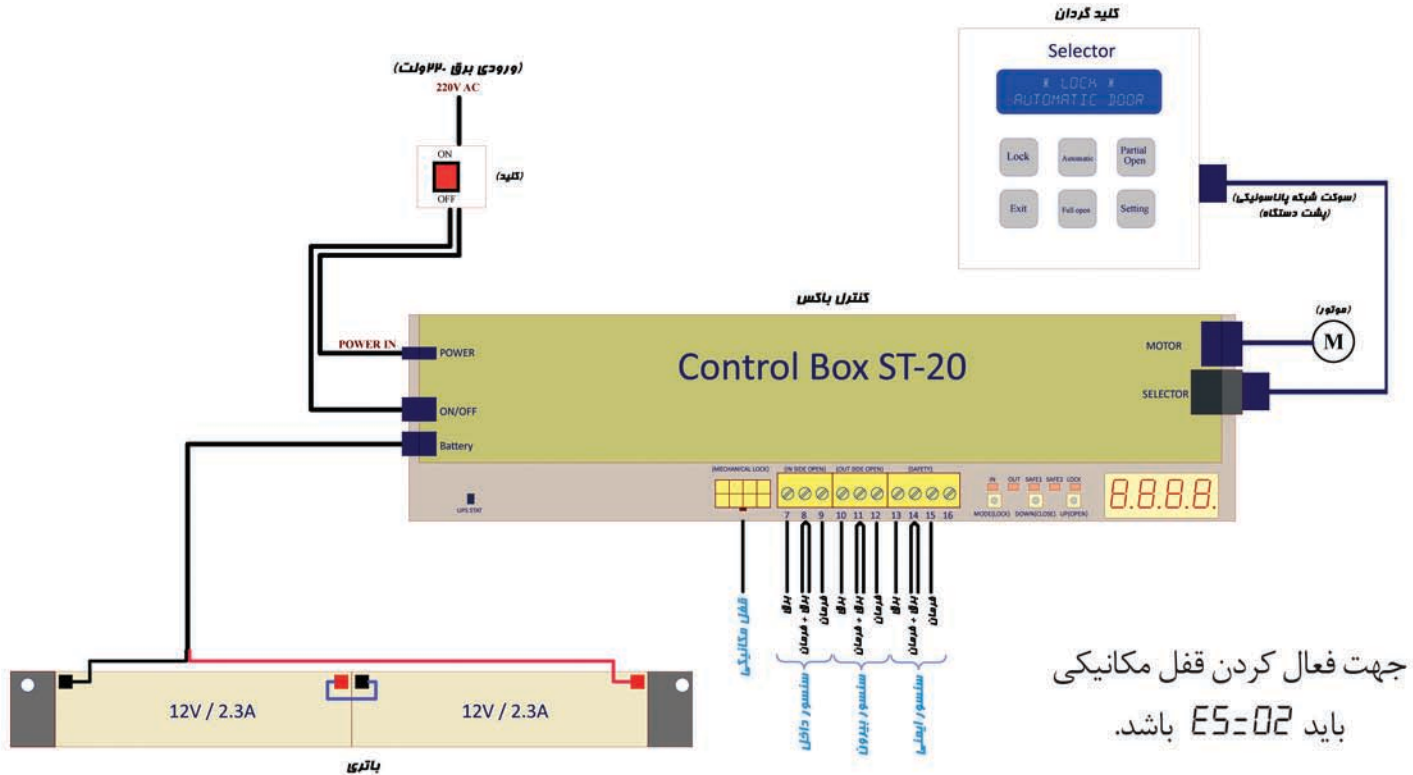 کلید گردان
Selector
* LOCK *
AUTOMATIC DOOR
Lock
Automatic
Partial
Open
Exit
Full open
Setting
(سوکت شبکه پاناسونیکی)
(پشت دستگاه)
(ورودی برق ۲۲۰ولت)
220V AC
ON
OFF
(کلید)
کنترل باکس
(موتور)
M
POWER IN
POWER
ON/OFF
Battery
Control Box ST-20
MOTOR
SELECTOR
UPS STAT
(MECHANICAL LOCK)
(IN SIDE OPEN)
(OUT SIDE OPEN)
(SAFETY)
7 8 9 10 11 12 13 14 15 16
IN OUT SAFE1 SAFE2 LOCK
MODE(LOCK) DOWN(CLOSE) UP(OPEN)
8.8.8.8.
قفل مکانیکی
برق
برق + فرمان
فرمان
برق
برق + فرمان
فرمان
برق
برق + فرمان
فرمان
سنسور داخل
سنسور بیرون
سنسور ایمنی
12V / 2.3A
12V / 2.3A
باتری
جهت فعال کردن قفل مکانیکی
باید E5=02 باشد.